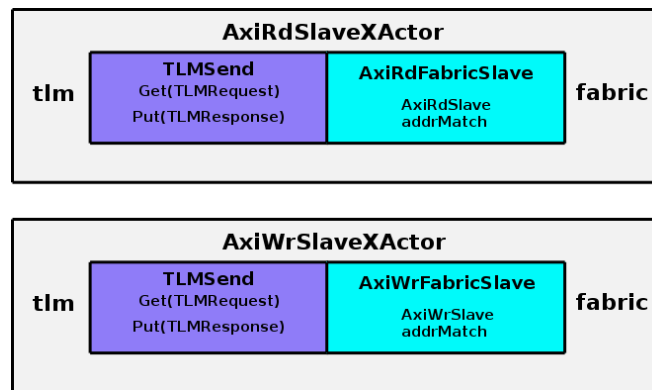 AxiRdSlaveXActor
tlm
TLMSend
Get(TLMRequest)
Put(TLMResponse)
AxiRdFabricSlave
AxiRdSlave
addrMatch
fabric
AxiWrSlaveXActor
tlm
TLMSend
Get(TLMRequest)
Put(TLMResponse)
AxiWrFabricSlave
AxiWrSlave
addrMatch
fabric